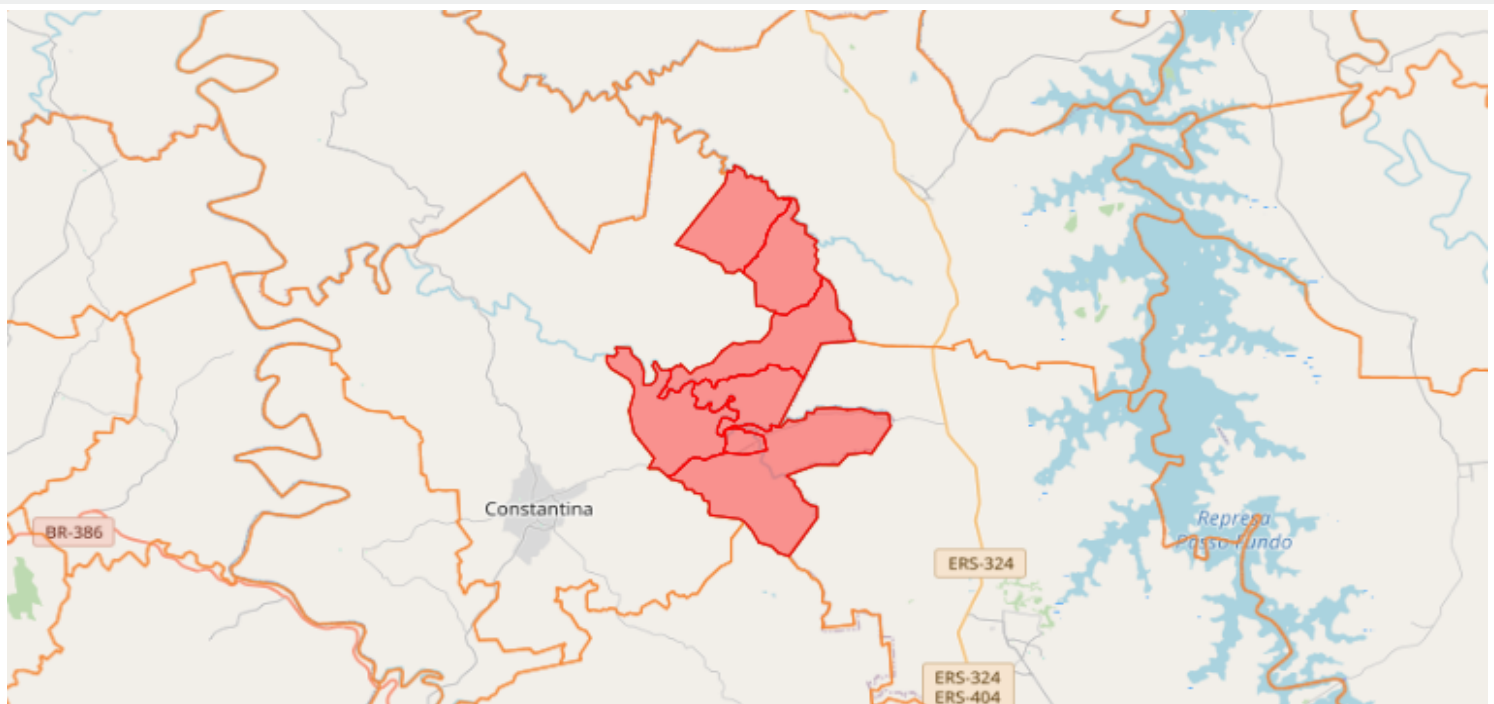 Constantina
BR-386
Represa
Passo Fundo
ERS-324
ERS-324
ERS-404